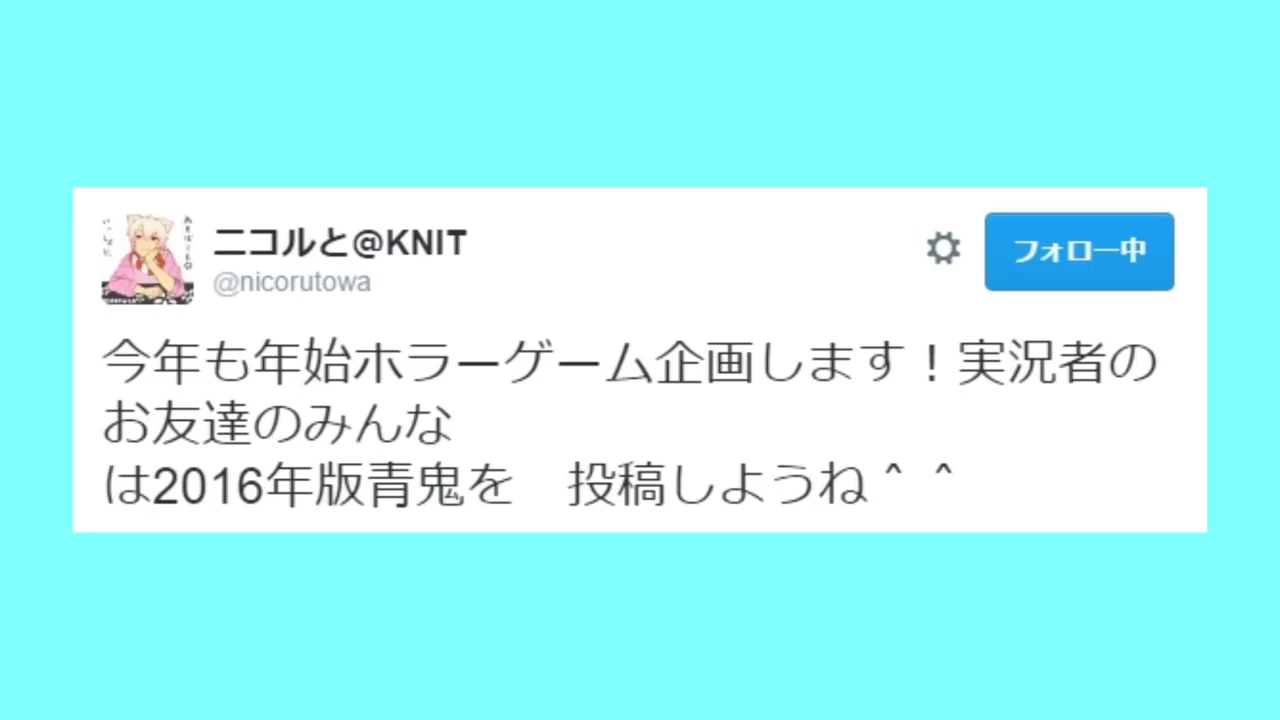 ニコルと@KNIT
@nicorutowa
フォロー中
今年も年始ホラーゲーム企画します！実況者の
お友達のみんな
は2016年版青鬼を　投稿しようね＾ ＾